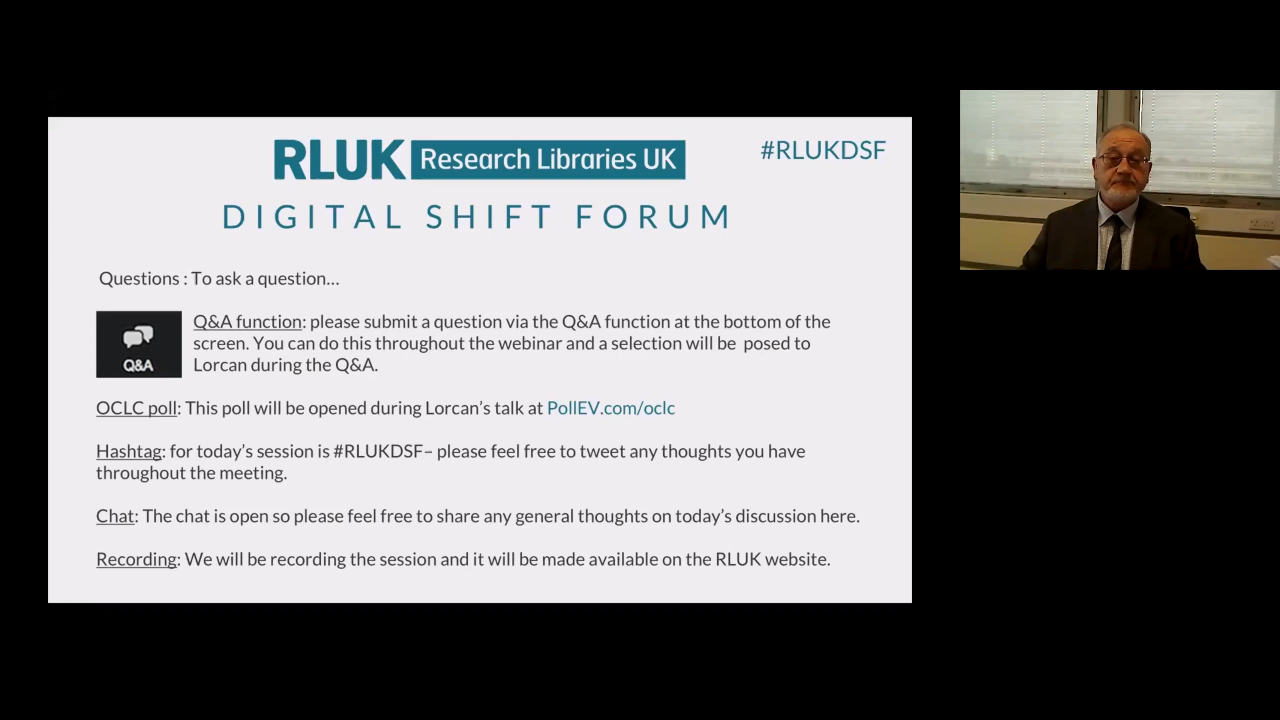 RLUK Research Libraries UK
#RLUKDSF
DIGITAL SHIFT FORUM
Questions : To ask a question…
Q&A
Q&A function: please submit a question via the Q&A function at the bottom of the
screen. You can do this throughout the webinar and a selection will be posed to
Lorcan during the Q&A.
OCLC poll: This poll will be opened during Lorcan's talk at PollEV.com/oclc
Hashtag: for today's session is #RLUKDSF– please feel free to tweet any thoughts you have
throughout the meeting.
Chat: The chat is open so please feel free to share any general thoughts on today's discussion here.
Recording: We will be recording the session and it will be made available on the RLUK website.